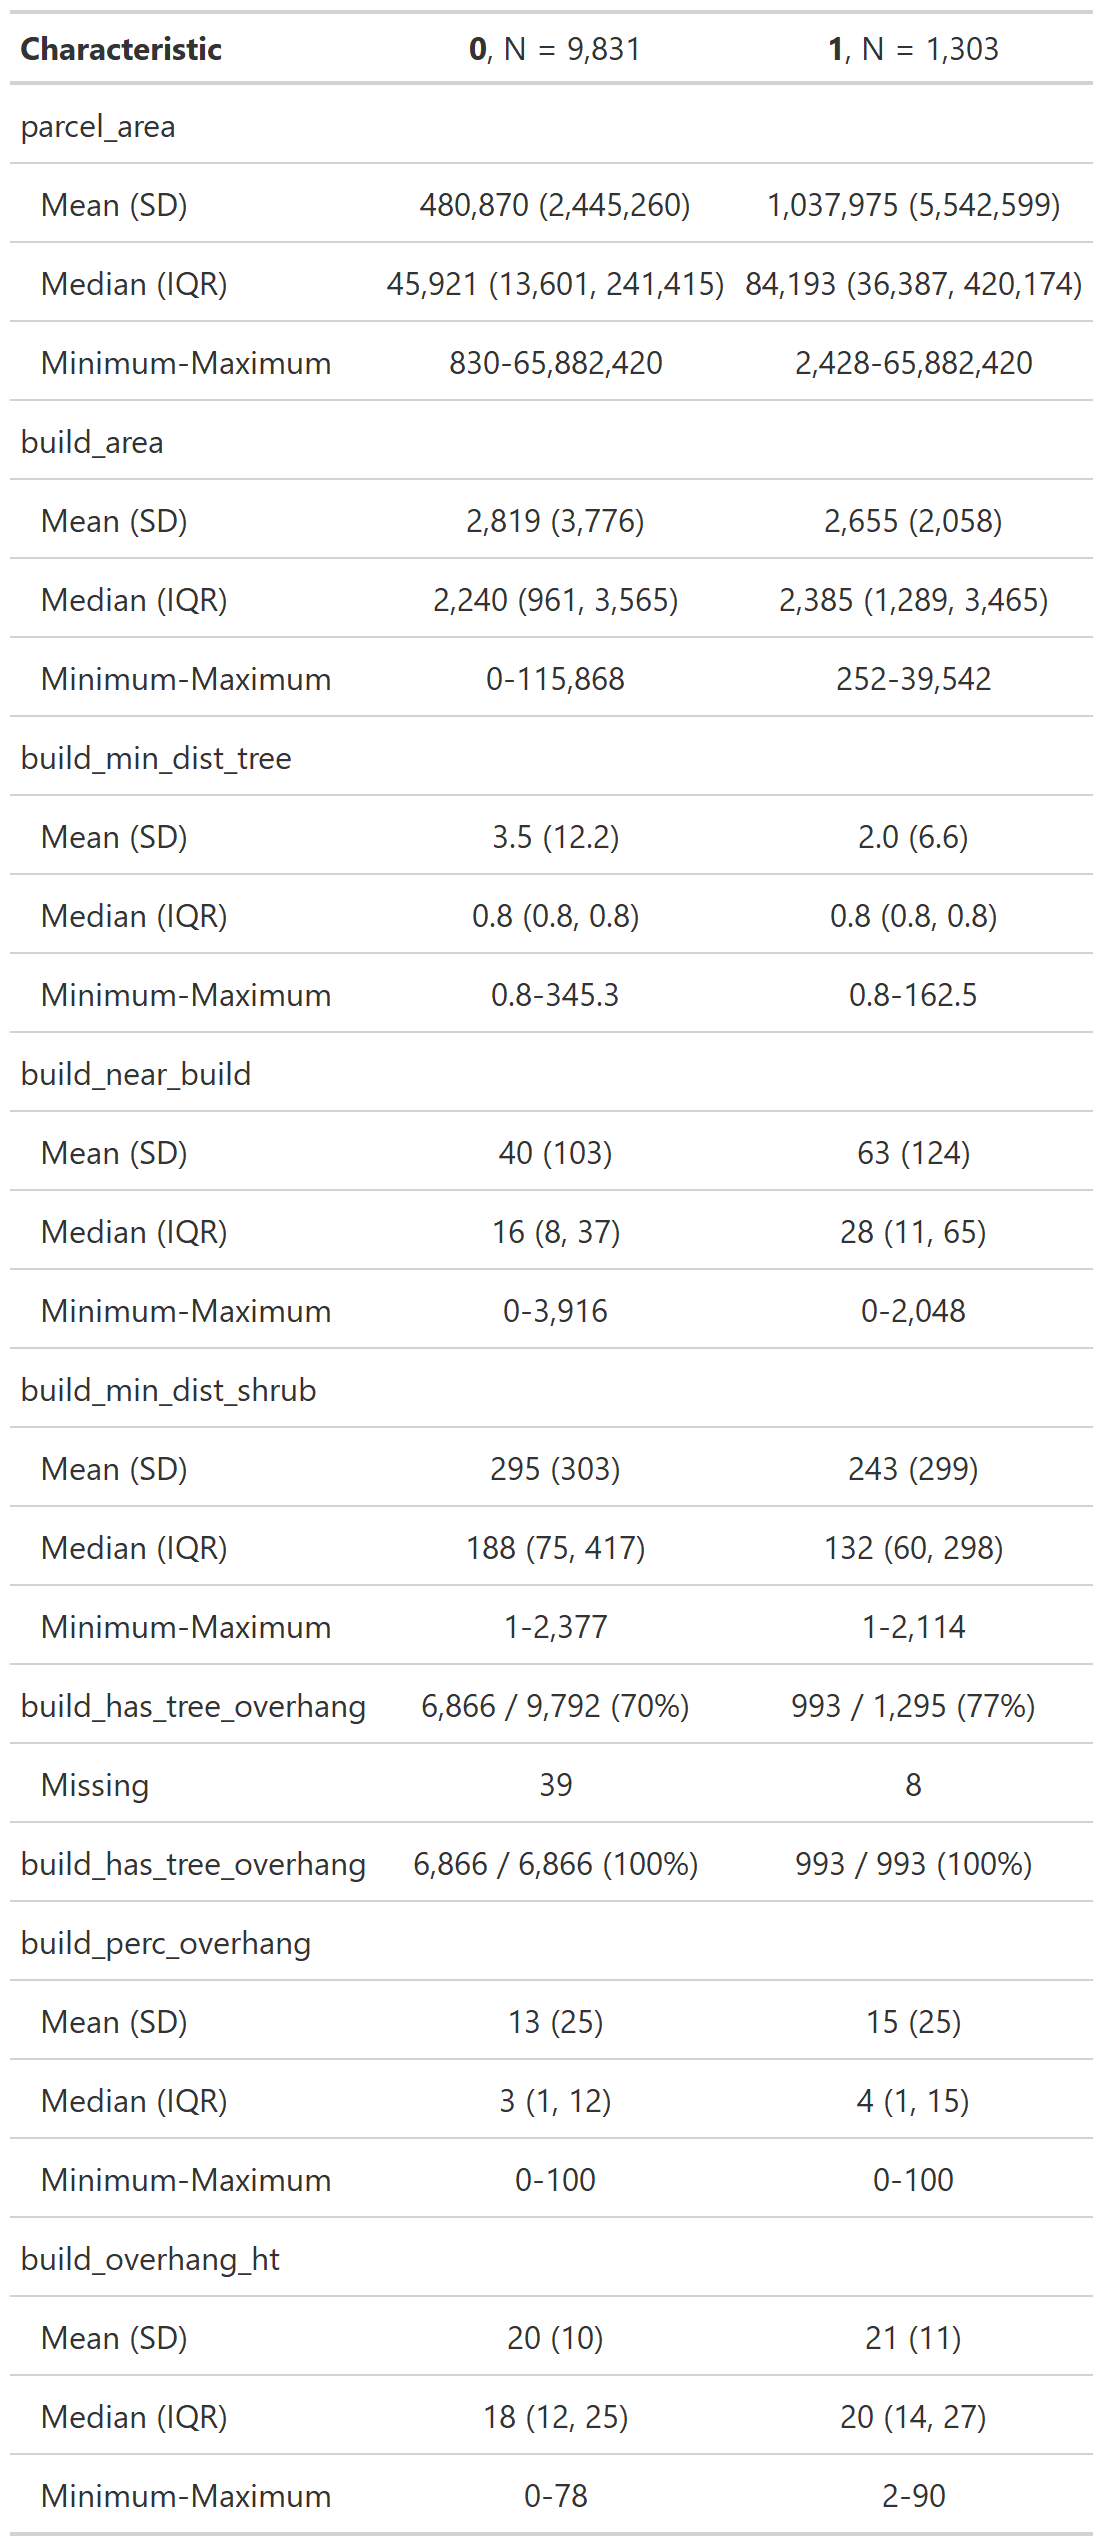 Characteristic 0, N = 9,831 1, N = 1,303
parcel_area
Mean (SD) 480,870 (2,445,260) 1,037,975 (5,542,599)
Median (IQR) 45,921 (13,601, 241,415) 84,193 (36,387, 420,174)
Minimum-Maximum 830-65,882,420 2,428-65,882,420
build_area
Mean (SD) 2,819 (3,776) 2,655 (2,058)
Median (IQR) 2,240 (961, 3,565) 2,385 (1,289, 3,465)
Minimum-Maximum 0-115,868 252-39,542
build_min_dist_tree
Mean (SD) 3.5 (12.2) 2.0 (6.6)
Median (IQR) 0.8 (0.8, 0.8) 0.8 (0.8, 0.8)
Minimum-Maximum 0.8-345.3 0.8-162.5
build_near_build
Mean (SD) 40 (103) 63 (124)
Median (IQR) 16 (8, 37) 28 (11, 65)
Minimum-Maximum 0-3,916 0-2,048
build_min_dist_shrub
Mean (SD) 295 (303) 243 (299)
Median (IQR) 188 (75, 417) 132 (60, 298)
Minimum-Maximum 1-2,377 1-2,114
build_has_tree_overhang 6,866 / 9,792 (70%) 993 / 1,295 (77%)
Missing 39 8
build_has_tree_overhang 6,866 / 6,866 (100%) 993 / 993 (100%)
build_perc_overhang
Mean (SD) 13 (25) 15 (25)
Median (IQR) 3 (1, 12) 4 (1, 15)
Minimum-Maximum 0-100 0-100
build_overhang_ht
Mean (SD) 20 (10) 21 (11)
Median (IQR) 18 (12, 25) 20 (14, 27)
Minimum-Maximum 0-78 2-90